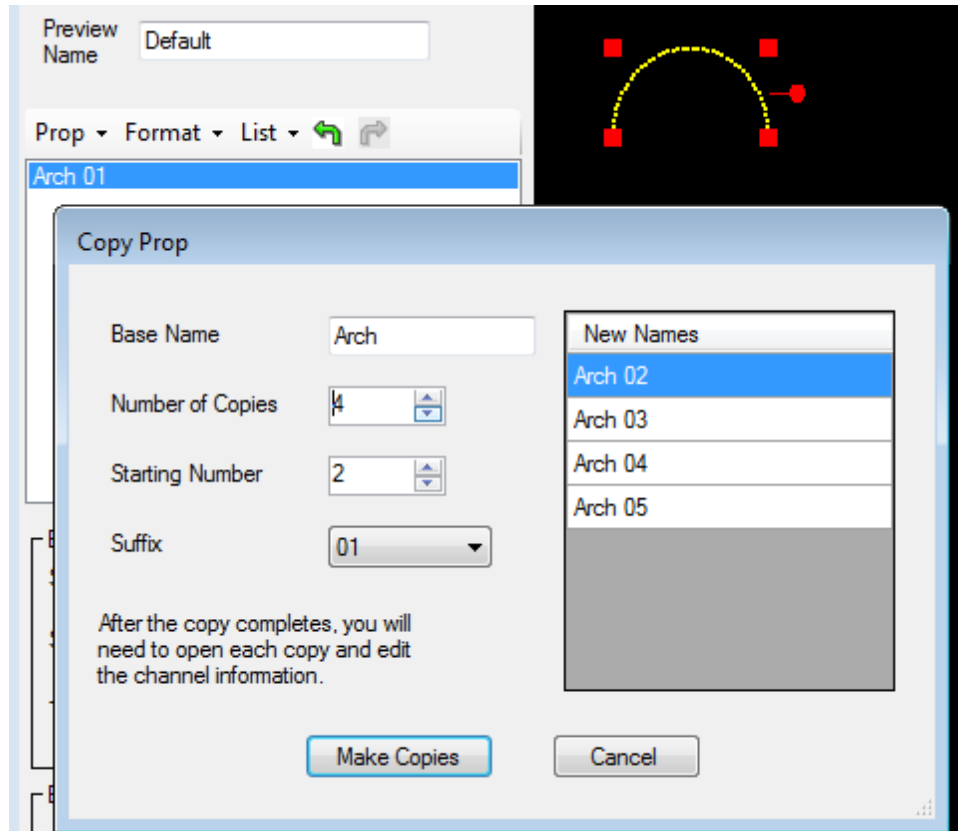 Preview
Name
Default
Prop Format List
Arch 01
Copy Prop
Base Name Arch
Number of Copies 4
Starting Number 2
Suffix 01
New Names
Arch 02
Arch 03
Arch 04
Arch 05
After the copy completes, you will
need to open each copy and edit
the channel information.
Make Copies Cancel